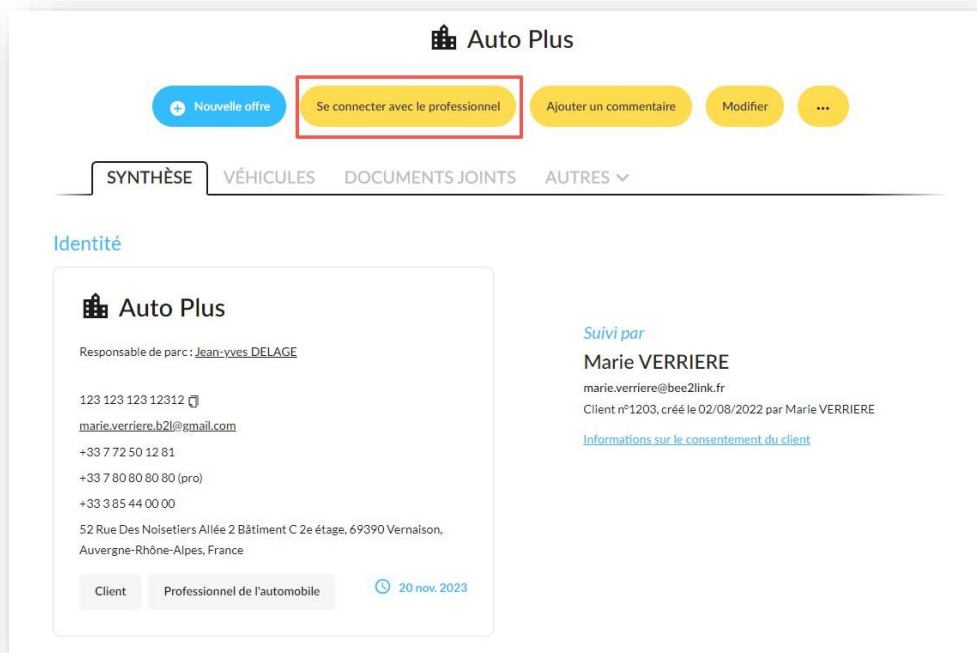 Auto Plus
Nouvelle offre Se connecter avec le professionnel Ajouter un commentaire Modifier ...
SYNTHÈSE VÉHICULES DOCUMENTS JOINTS AUTRES
Identité
Auto Plus
Responsable de parc : Jean-yves DELAGE
123 123 123 12312
marie.verriere.b2l@gmail.com
+33 7 72 50 12 81
+33 7 80 80 80 80 (pro)
+33 3 85 44 00 00
52 Rue Des Noisetiers Allée 2 Bâtiment C 2e étage, 69390 Vernaison,
Auvergne-Rhône-Alpes, France
Client Professionnel de l'automobile 20 nov. 2023
Suivi par
Marie VERRIERE
marie.verriere@bee2link.fr
Client n°1203, créé le 02/08/2022 par Marie VERRIERE
Informations sur le consentement du client